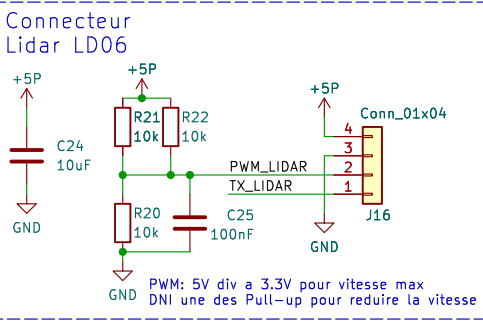 Connecteur
Lidar LD06
+5P
C24
10uF
GND
+5P
R21
10k
R22
10k
R20
10k
C25
100nF
GND
PWM_LIDAR
TX_LIDAR
+5P
Conn_01x04
4
3
2
1
J16
GND
PWM: 5V div a 3.3V pour vitesse max
DNI une des Pull-up pour reduire la vitesse